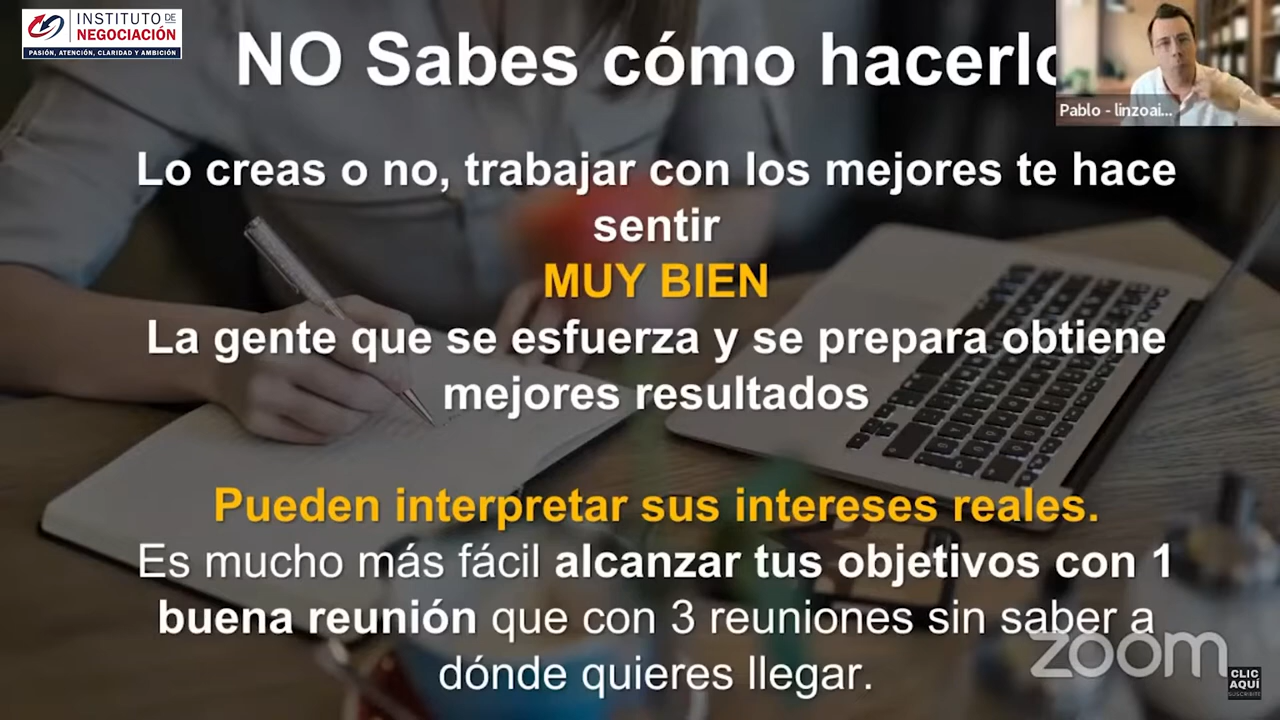 INSTITUTO DE
NEGOCIACIÓN
PASIÓN, ATENCIÓN, CLARIDAD Y AMBICIÓN
NO Sabes cómo hacerlo
Pablo - linzoai...
Lo creas o no, trabajar con los mejores te hace
sentir
MUY BIEN
La gente que se esfuerza y se prepara obtiene
mejores resultados
Pueden interpretar sus intereses reales.
Es mucho más fácil alcanzar tus objetivos con 1
buena reunión que con 3 reuniones sin saber a
dónde quieres llegar.
zoom
CLIC
AQUÍ
SUSCRIBITE